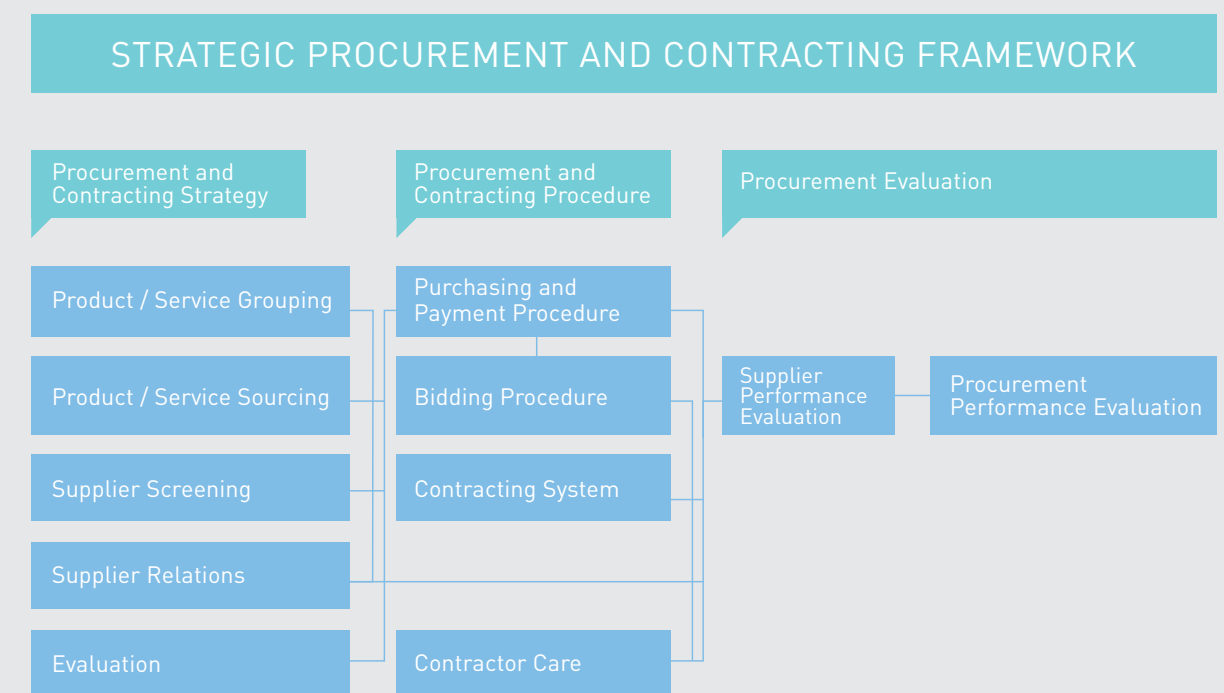 STRATEGIC PROCUREMENT AND CONTRACTING FRAMEWORK
Procurement and
Contracting Strategy
Procurement and
Contracting Procedure
Procurement Evaluation
Product / Service Grouping
Product / Service Sourcing
Supplier Screening
Supplier Relations
Evaluation
Purchasing and
Payment Procedure
Bidding Procedure
Contracting System
Contractor Care
Supplier
Performance
Evaluation
Procurement
Performance Evaluation